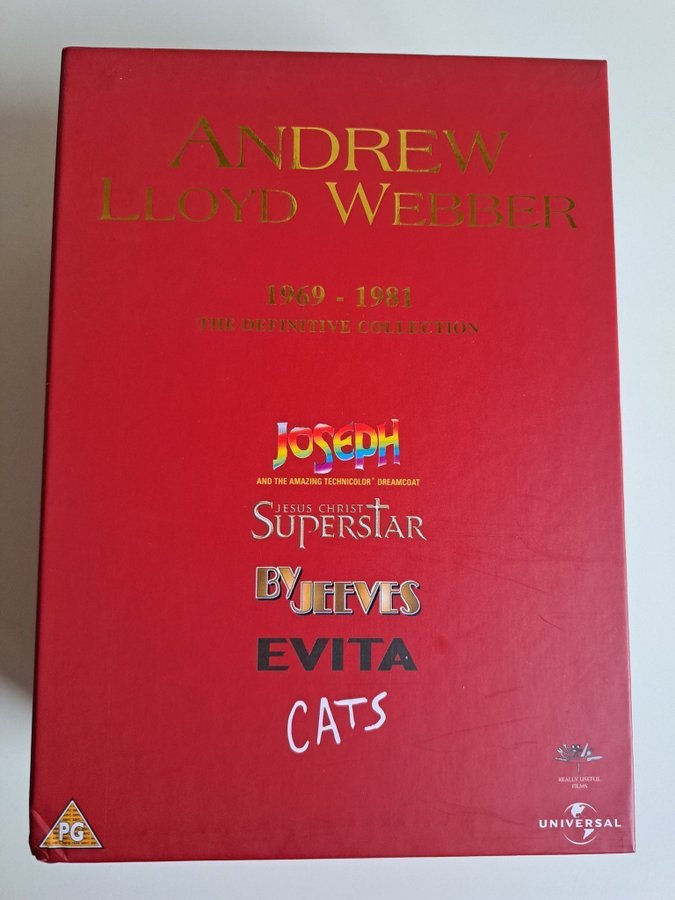 ANDREW
LLOYD WEBBER
1969 - 1981
THE DEFINITIVE COLLECTION
JOSEPH
AND THE AMAZING TECHNICOLOR® DREAMCOAT
JESUS CHRIST
SUPERSTAR
BY JEEVES
EVITA
CATS
REALLY USEFUL
FILMS
PG
UNIVERSAL